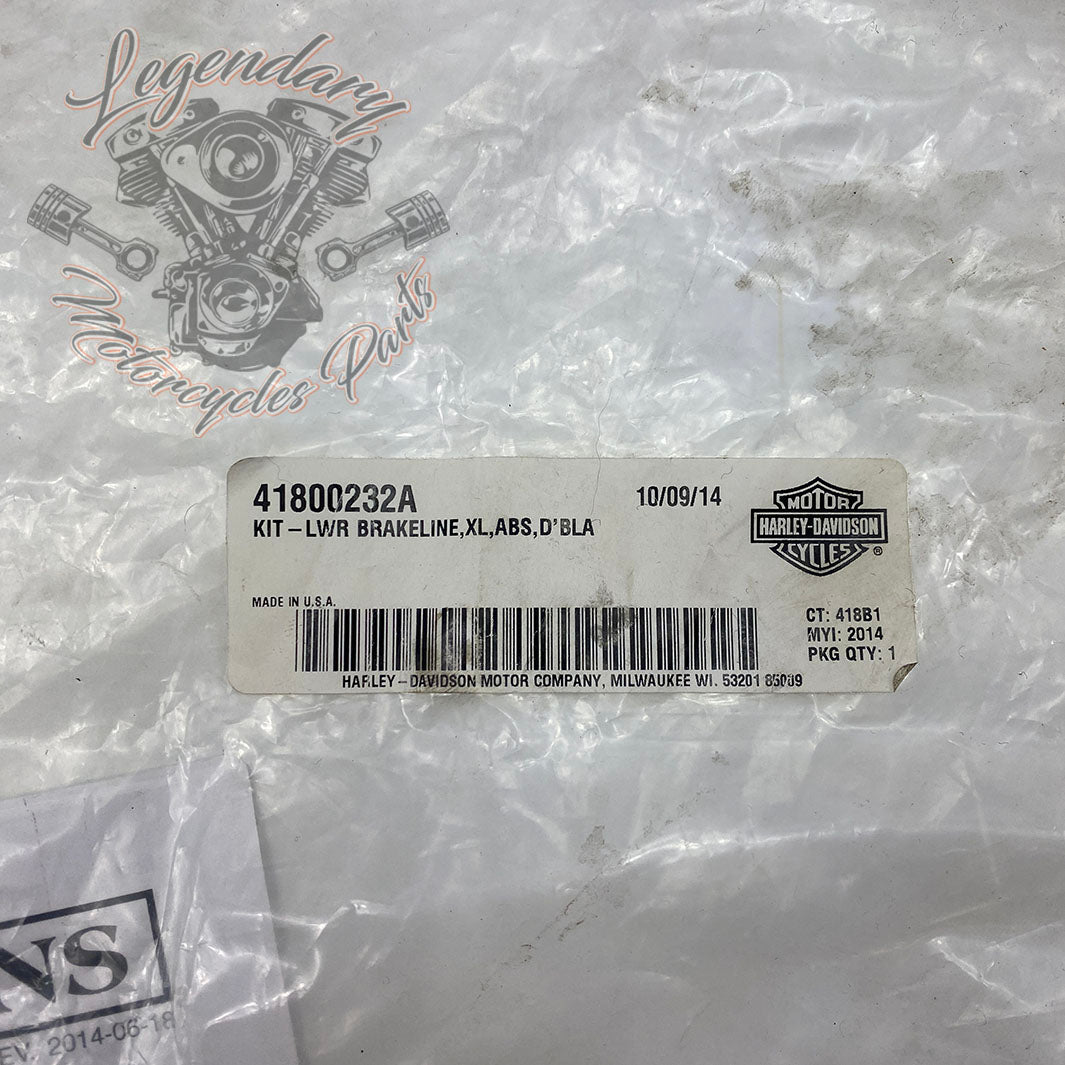 Legendary
Motorcycles Parts
41800232A
10/09/14
KIT – LWR BRAKELINE,XL,ABS,D'BLA
MOTOR
HARLEY-DAVIDSON
CYCLES
®
MADE IN U.S.A.
CT: 418B1
MYI: 2014
PKG QTY: 1
HARLEY – DAVIDSON MOTOR COMPANY, MILWAUKEE WI. 53201 85009
NS
EV. 2014-06-18